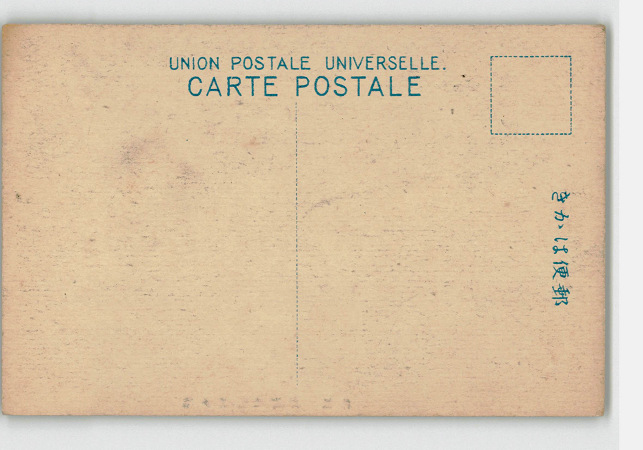 UNION POSTALE UNIVERSELLE.
CARTE POSTALE
きかは便郵